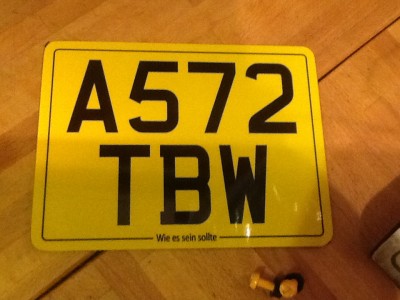 A572
TBW
Wie es sein sollte